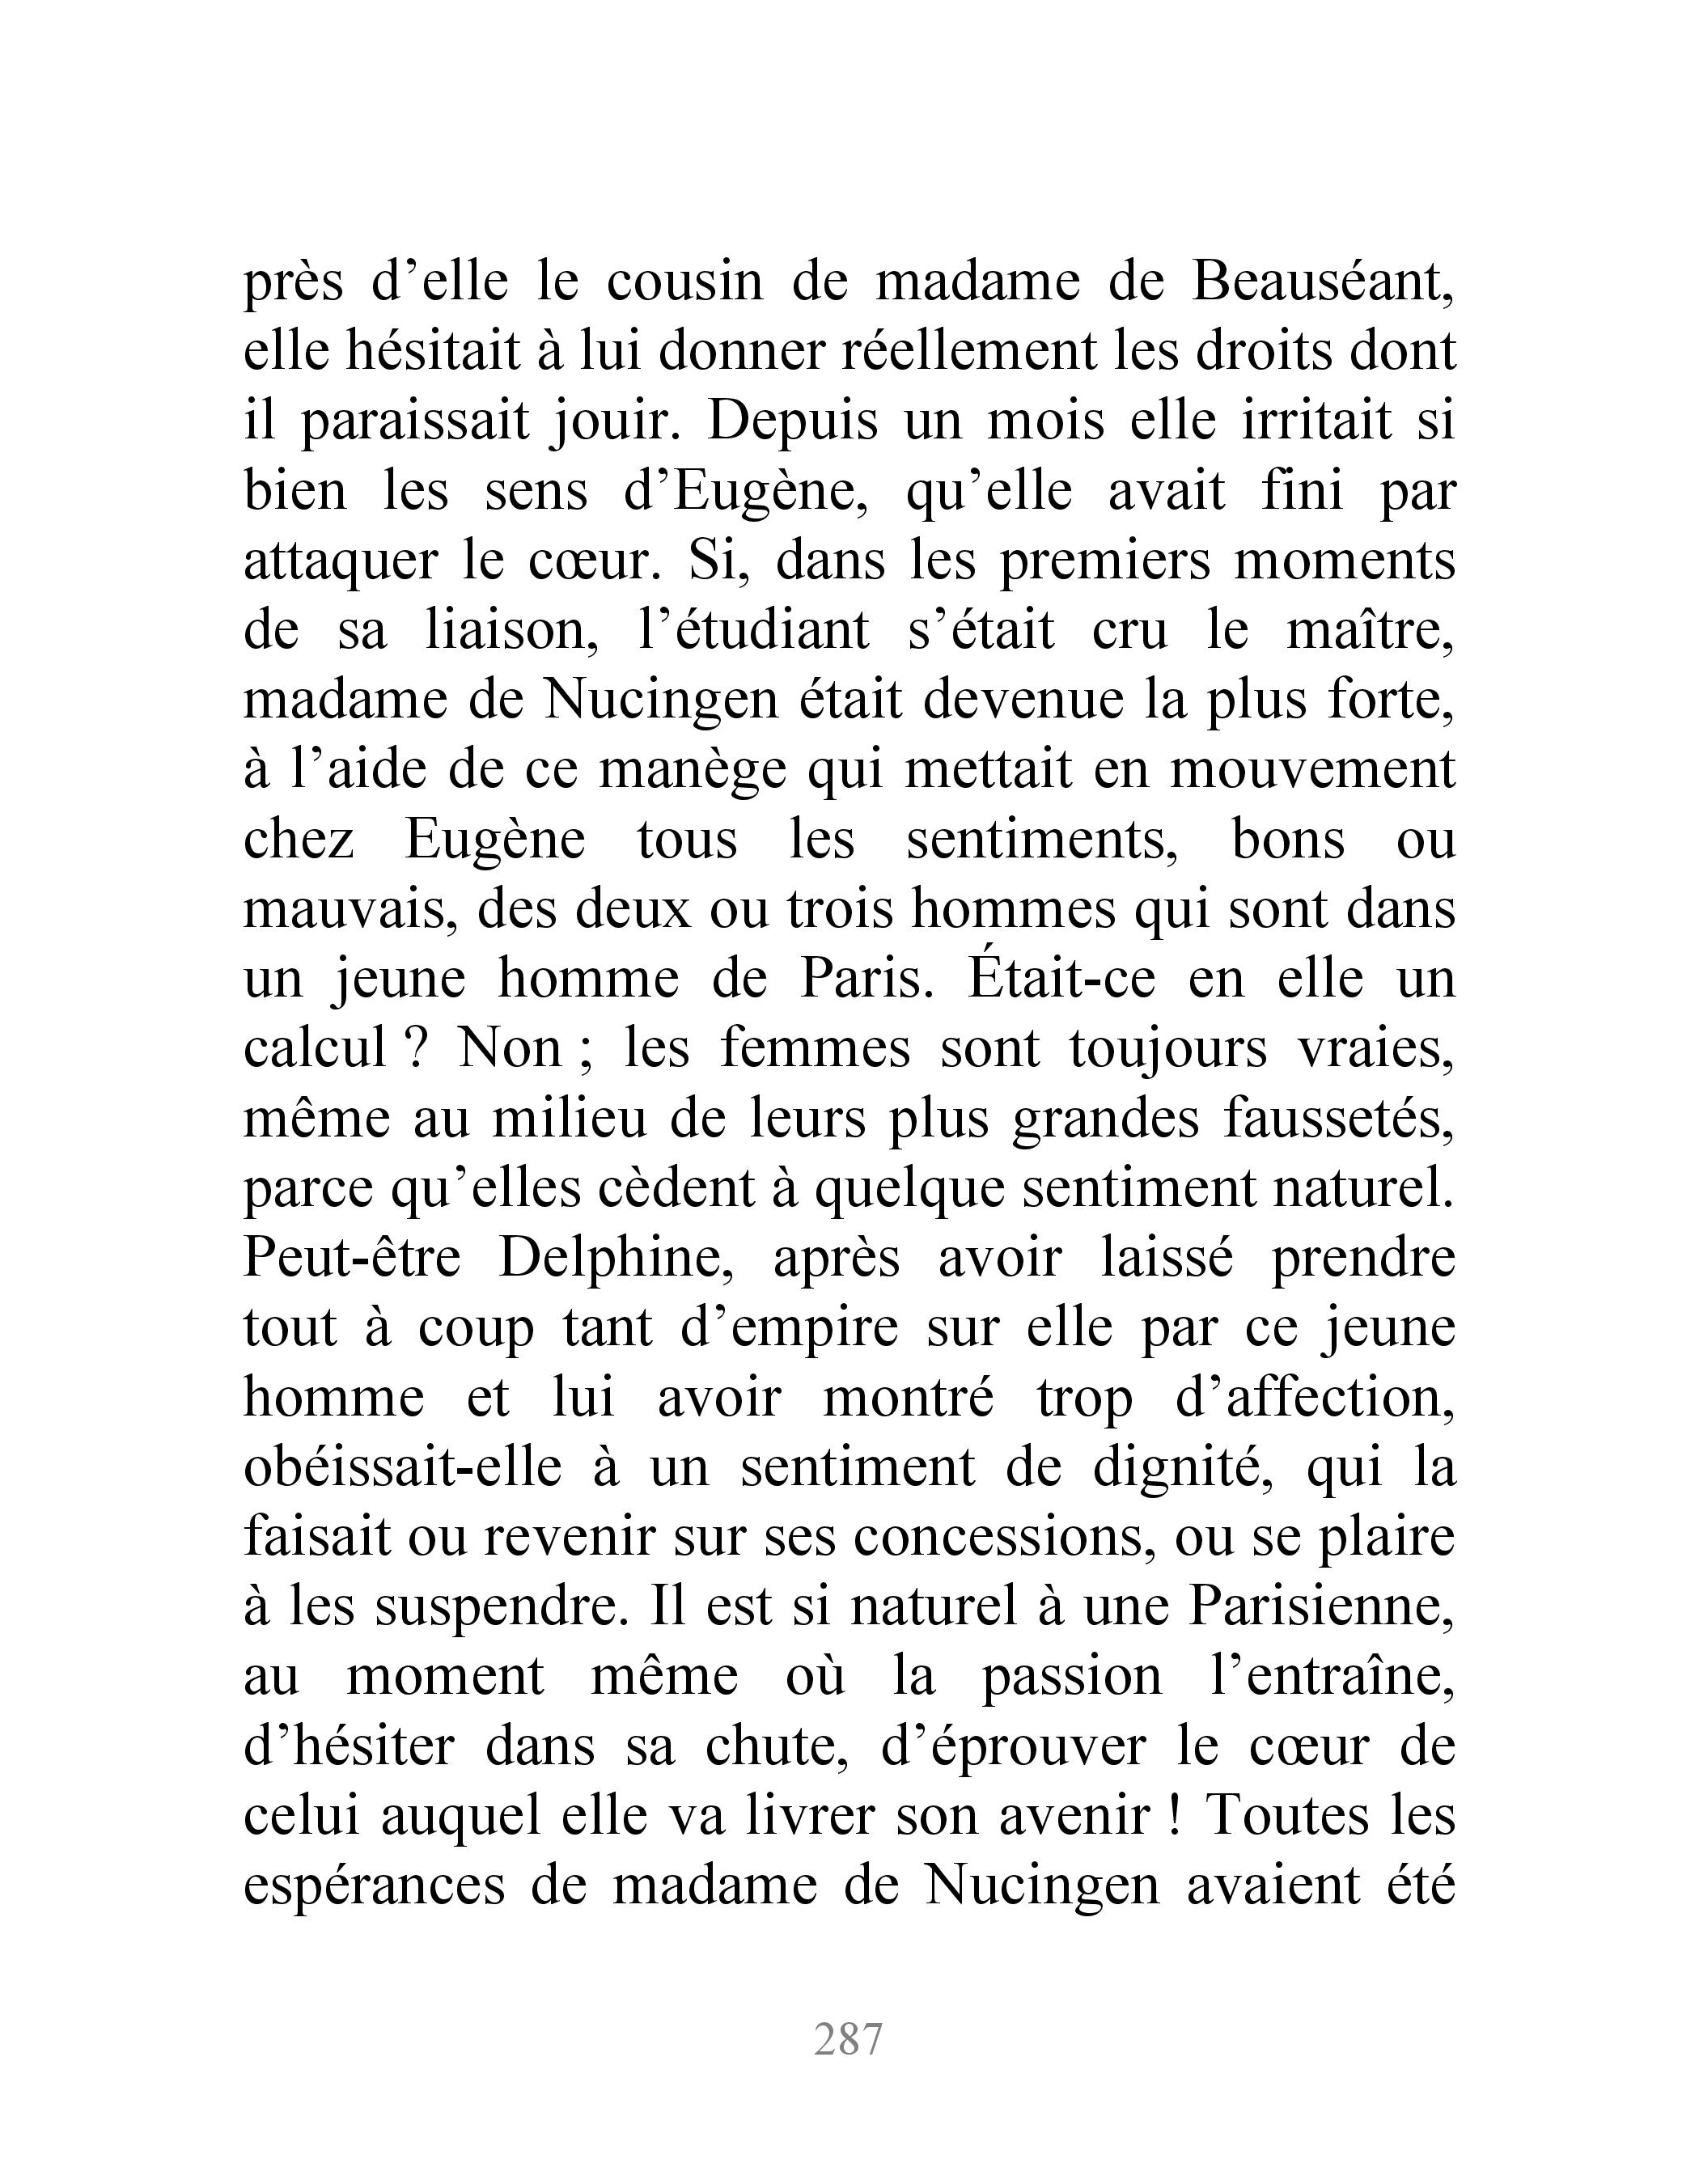 près d’elle le cousin de madame de Beauséant,
elle hésitait à lui donner réellement les droits dont
il paraissait jouir. Depuis un mois elle irritait si
bien les sens d’Eugène, qu’elle avait fini par
attaquer le cœur. Si, dans les premiers moments
de sa liaison, l’étudiant s’était cru le maître,
madame de Nucingen était devenue la plus forte,
à l’aide de ce manège qui mettait en mouvement
chez Eugène tous les sentiments, bons ou
mauvais, des deux ou trois hommes qui sont dans
un jeune homme de Paris. Était-ce en elle un
calcul ? Non ; les femmes sont toujours vraies,
même au milieu de leurs plus grandes faussetés,
parce qu’elles cèdent à quelque sentiment naturel.
Peut-être Delphine, après avoir laissé prendre
tout à coup tant d’empire sur elle par ce jeune
homme et lui avoir montré trop d’affection,
obéissait-elle à un sentiment de dignité, qui la
faisait ou revenir sur ses concessions, ou se plaire
à les suspendre. Il est si naturel à une Parisienne,
au moment même où la passion l’entraîne,
d’hésiter dans sa chute, d’éprouver le cœur de
celui auquel elle va livrer son avenir ! Toutes les
espérances de madame de Nucingen avaient été
287